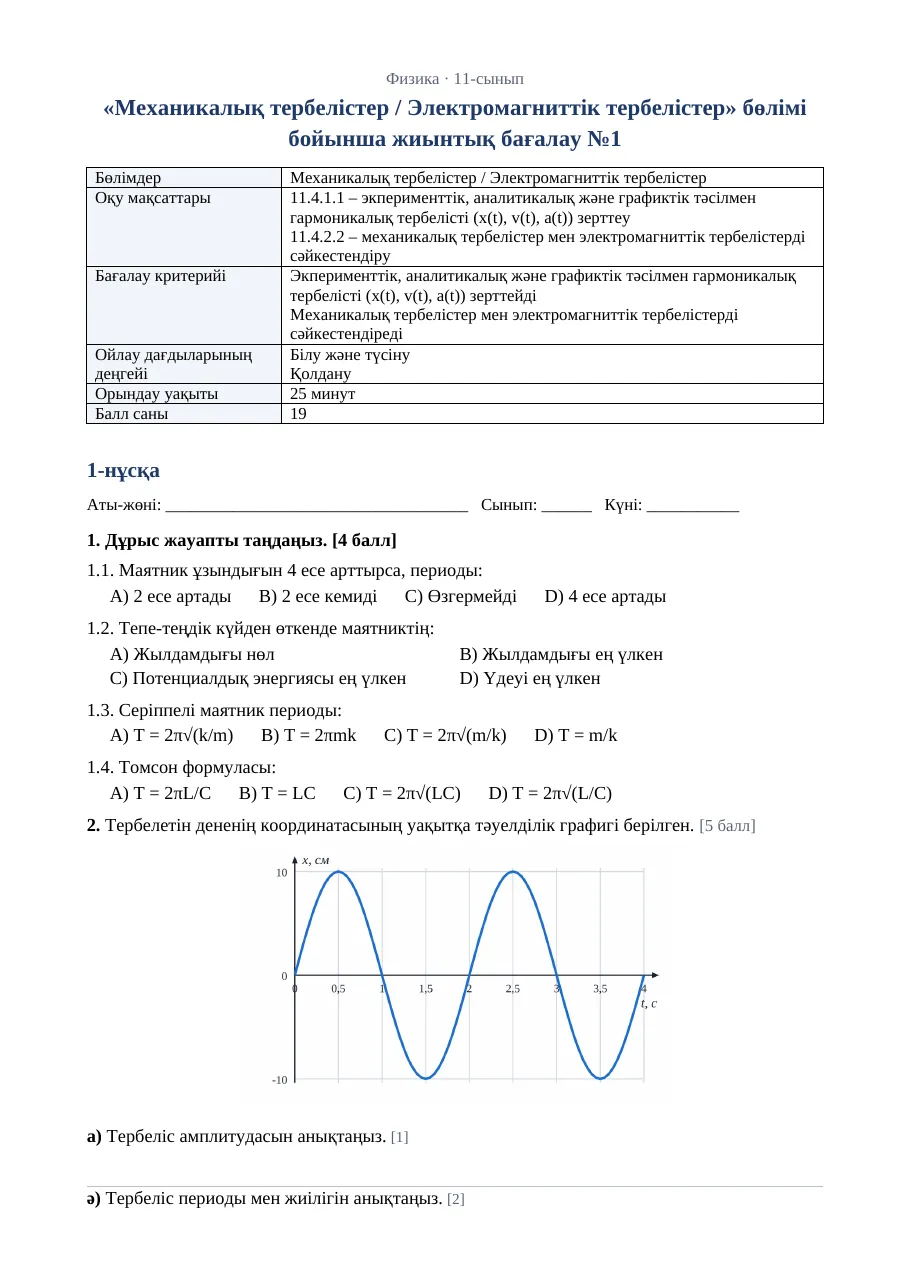 Физика · 11-сынып
«Механикалық тербелістер / Электромагниттік тербелістер» бөлімі
бойынша жиынтық бағалау №1
Бөлімдер Механикалық тербелістер / Электромагниттік тербелістер
Оқу мақсаттары 11.4.1.1 – экперименттік, аналитикалық және графиктік тәсілмен
гармоникалық тербелісті (x(t), v(t), a(t)) зерттеу
11.4.2.2 – механикалық тербелістер мен электромагниттік тербелістерді
сәйкестендіру
Бағалау критерийі Экперименттік, аналитикалық және графиктік тәсілмен гармоникалық
тербелісті (x(t), v(t), a(t)) зерттейді
Механикалық тербелістер мен электромагниттік тербелістерді
сәйкестендіреді
Ойлау дағдыларының Білу және түсіну
деңгейі Қолдану
Орындау уақыты 25 минут
Балл саны 19
1-нұсқа
Аты-жөні: ____________________________________ Сынып: ______ Күні: ___________
1. Дұрыс жауапты таңдаңыз. [4 балл]
1.1. Маятник ұзындығын 4 есе арттырса, периоды:
A) 2 есе артады B) 2 есе кемиді C) Өзгермейді D) 4 есе артады
1.2. Тепе-теңдік күйден өткенде маятниктің:
A) Жылдамдығы нөл B) Жылдамдығы ең үлкен
C) Потенциалдық энергиясы ең үлкен D) Үдеуі ең үлкен
1.3. Серіппелі маятник периоды:
A) T = 2π√(k/m) B) T = 2πmk C) T = 2π√(m/k) D) T = m/k
1.4. Томсон формуласы:
A) T = 2πL/C B) T = LC C) T = 2π√(LC) D) T = 2π√(L/C)
2. Тербелетін дененің координатасының уақытқа тәуелділік графигі берілген. [5 балл]
x, см
10
0
0 0,5 1 1,5 2 2,5 3 3,5 4
t, с
-10
а) Тербеліс амплитудасын анықтаңыз. [1]
ә) Тербеліс периоды мен жиілігін анықтаңыз. [2]